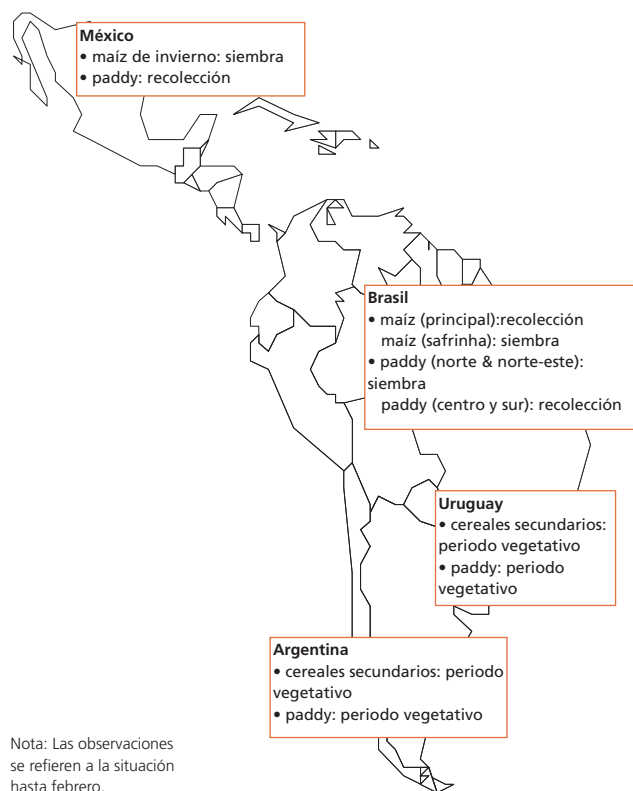 México
• maíz de invierno: siembra
• paddy: recolección
Brasil
• maíz (principal):recolección
maíz (safrinha): siembra
• paddy (norte & norte-este):
siembra
paddy (centro y sur): recolección
Uruguay
• cereales secundarios:
periodo vegetativo
• paddy: periodo
vegetativo
Argentina
• cereales secundarios: periodo
vegetativo
• paddy: periodo vegetativo
Nota: Las observaciones
se refieren a la situación
hasta febrero.